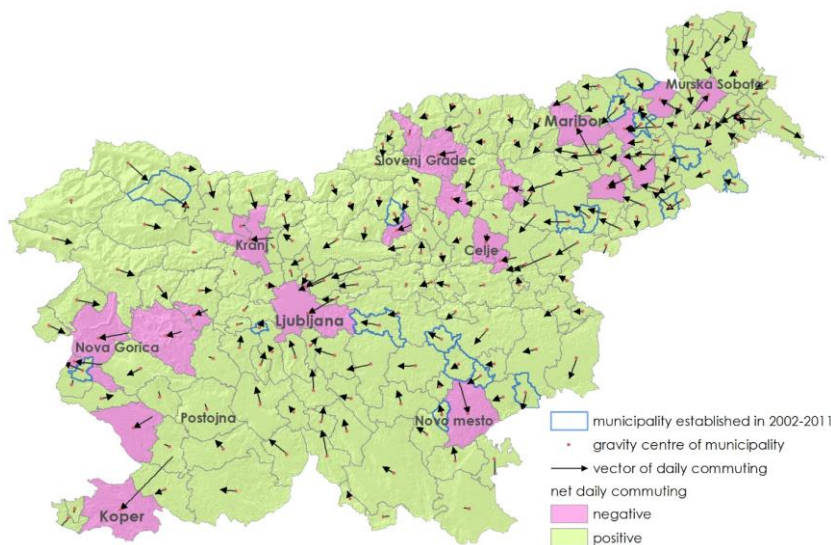 Murska Sobota
Maribor
Slovenj Gradec
Kranj
Celje
Ljubljana
Nova Gorica
Postojna
Novo mesto
Koper
municipality established in 2002-2011
gravity centre of municipality
vector of daily commuting
net daily commuting
negative
positive